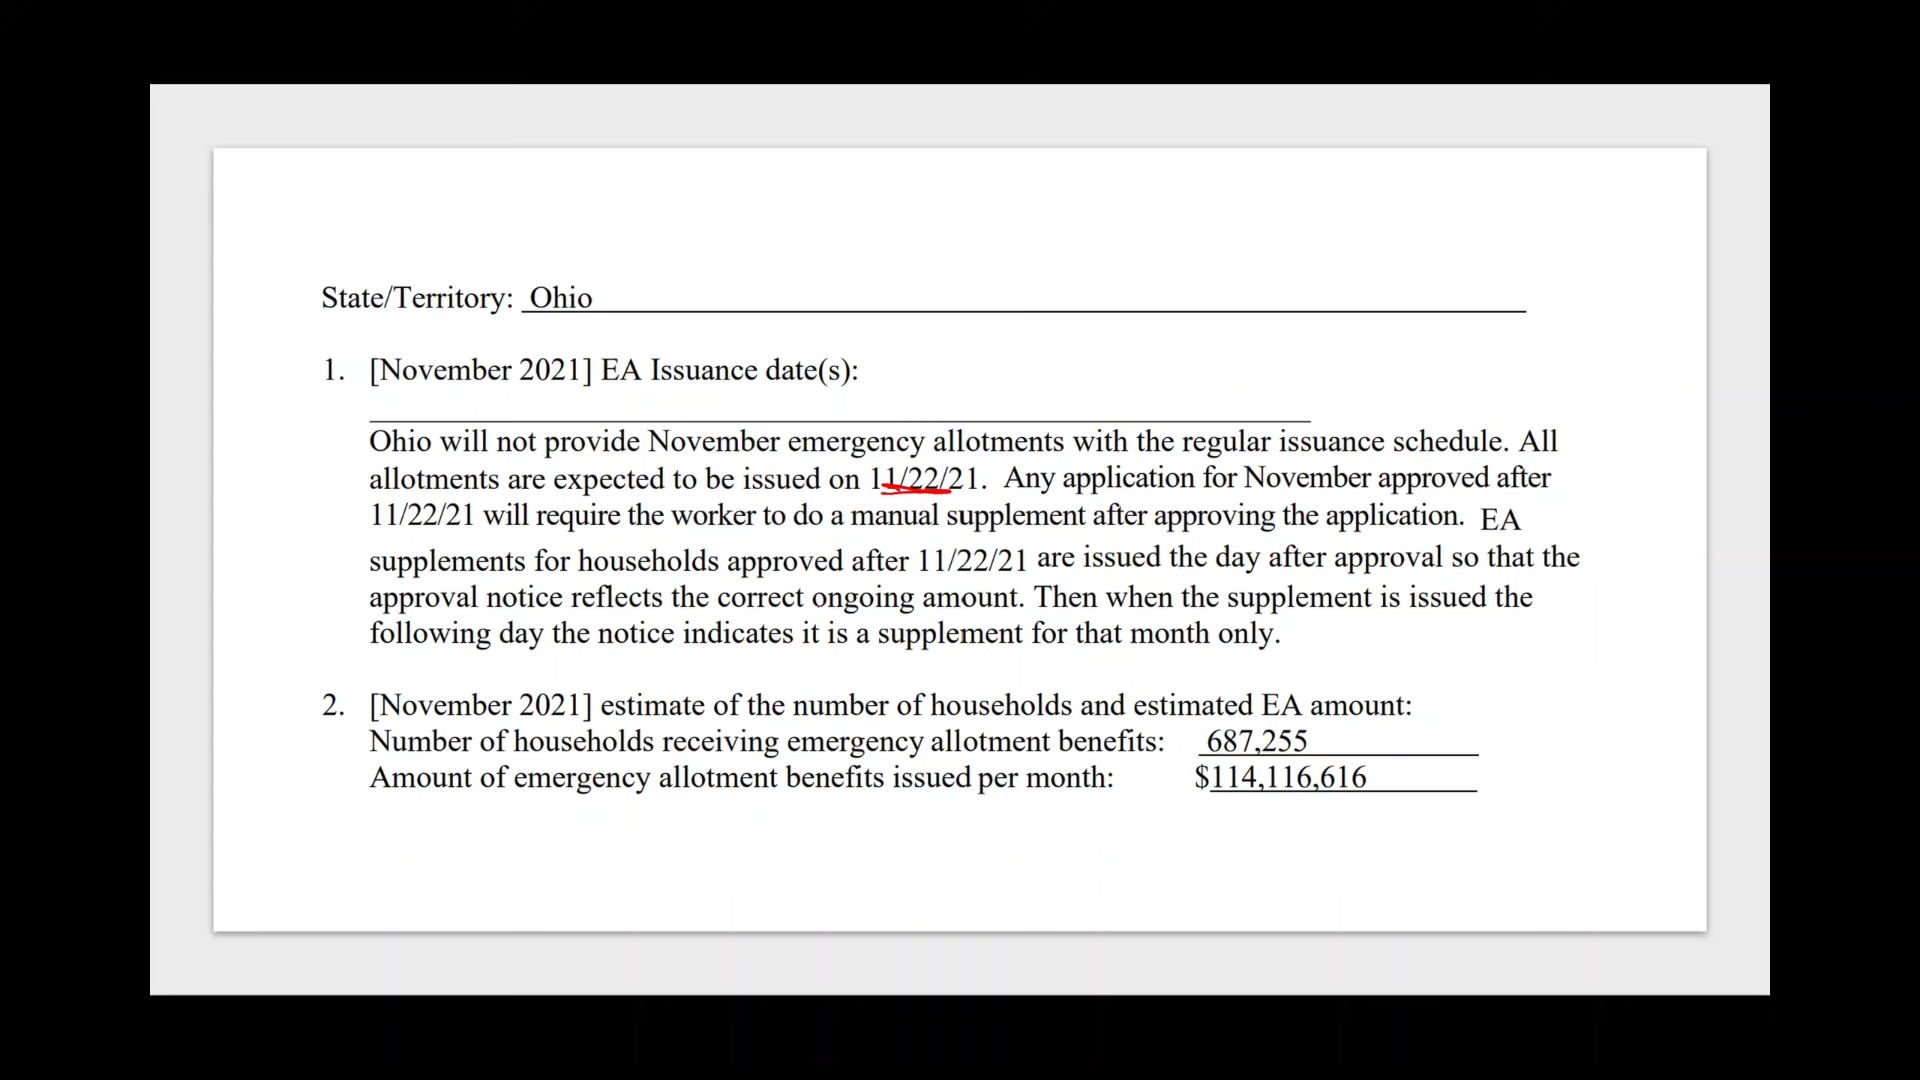 State/Territory: Ohio
1. [November 2021] EA Issuance date(s):
Ohio will not provide November emergency allotments with the regular issuance schedule. All
allotments are expected to be issued on 11/22/21. Any application for November approved after
11/22/21 will require the worker to do a manual supplement after approving the application. EA
supplements for households approved after 11/22/21 are issued the day after approval so that the
approval notice reflects the correct ongoing amount. Then when the supplement is issued the
following day the notice indicates it is a supplement for that month only.
2. [November 2021] estimate of the number of households and estimated EA amount:
Number of households receiving emergency allotment benefits: 687,255
Amount of emergency allotment benefits issued per month: $114,116,616